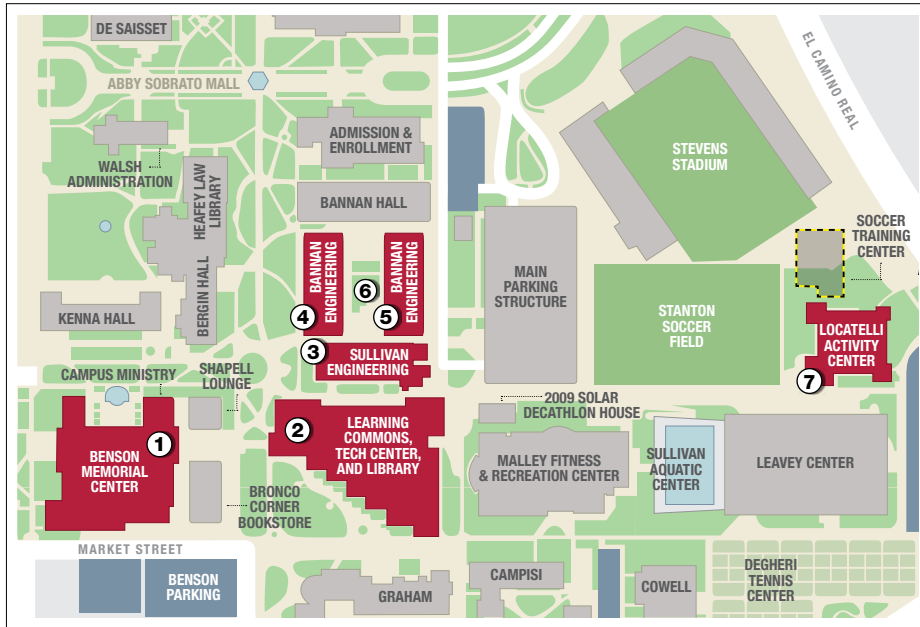 DE SAISSET
ABBY SOBRATO MALL
WALSH
ADMINISTRATION
HEAFEY LAW
LIBRARY
BERGIN HALL
KENNA HALL
ADMISSION &
ENROLLMENT
BANNAN HALL
BANNAN
ENGINEERING
4
6
BANNAN
ENGINEERING
5
3
SULLIVAN
ENGINEERING
MAIN
PARKING
STRUCTURE
STEVENS
STADIUM
EL CAMINO REAL
SOCCER
TRAINING
CENTER
STANTON
SOCCER
FIELD
LOCATELLI
ACTIVITY
CENTER
7
CAMPUS MINISTRY
SHAPELL
LOUNGE
1
BENSON
MEMORIAL
CENTER
2
LEARNING
COMMONS,
TECH CENTER,
AND LIBRARY
BRONCO
CORNER
BOOKSTORE
2009 SOLAR
DECATHLON HOUSE
MALLEY FITNESS
& RECREATION CENTER
SULLIVAN
AQUATIC
CENTER
LEAVEY CENTER
MARKET STREET
BENSON
PARKING
GRAHAM
CAMPISI
COWELL
DEGHERI
TENNIS
CENTER